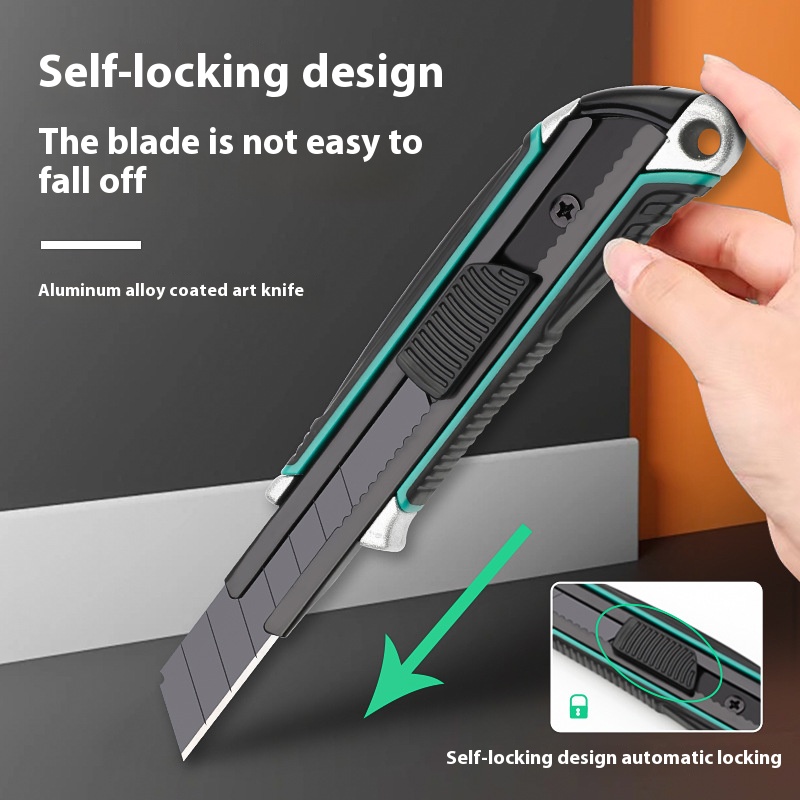 Self-locking design
The blade is not easy to
fall off
Aluminum alloy coated art knife
Self-locking design automatic locking